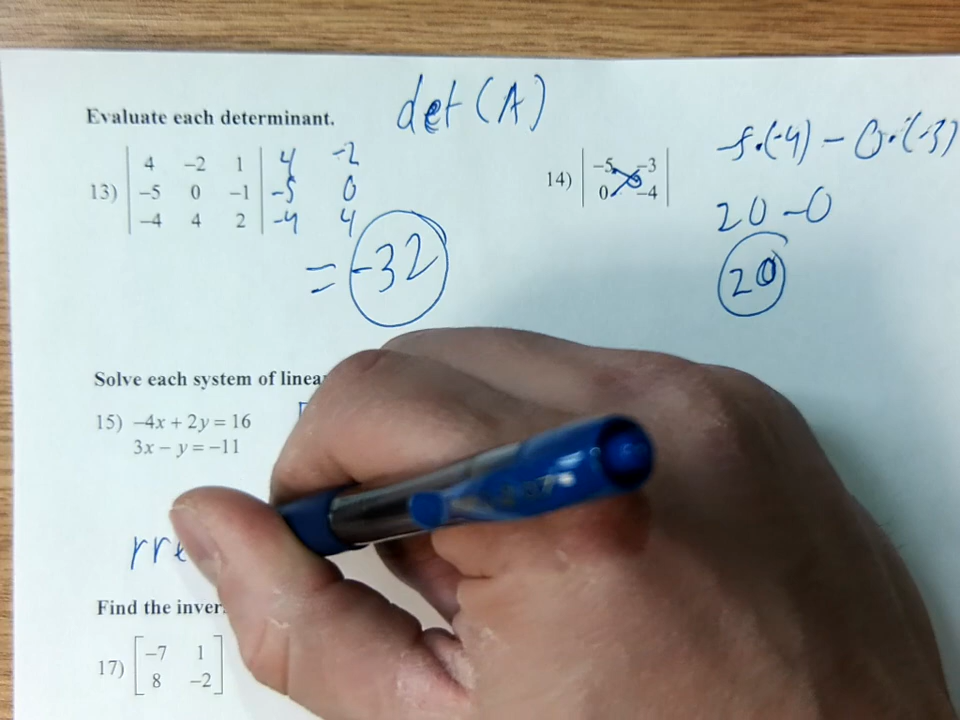 det(A)
Evaluate each determinant.
13) | 4 −2 1 | 4 -2
| −5 0 −1 | -5 0
| −4 4 2 | -4 4
= -32
14) | −5 −3 |
| 0 −4 |
-5·(-4) - 0·(-3)
20 - 0
20
Solve each system of
15) −4x + 2y = 16
3x − y = −11
rre
Find the
17) [ −7 1 ]
[ 8 −2 ]